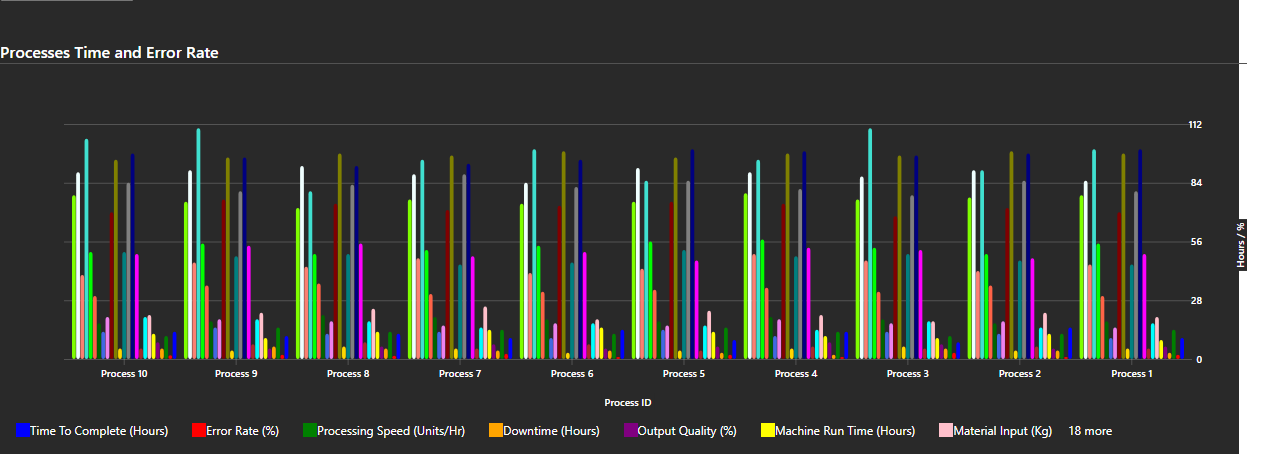 Processes Time and Error Rate
112
84
56
28
0
Hours / %
Process 10 Process 9 Process 8 Process 7 Process 6 Process 5 Process 4 Process 3 Process 2 Process 1
Process ID
Time To Complete (Hours) Error Rate (%) Processing Speed (Units/Hr) Downtime (Hours) Output Quality (%) Machine Run Time (Hours) Material Input (Kg) 18 more